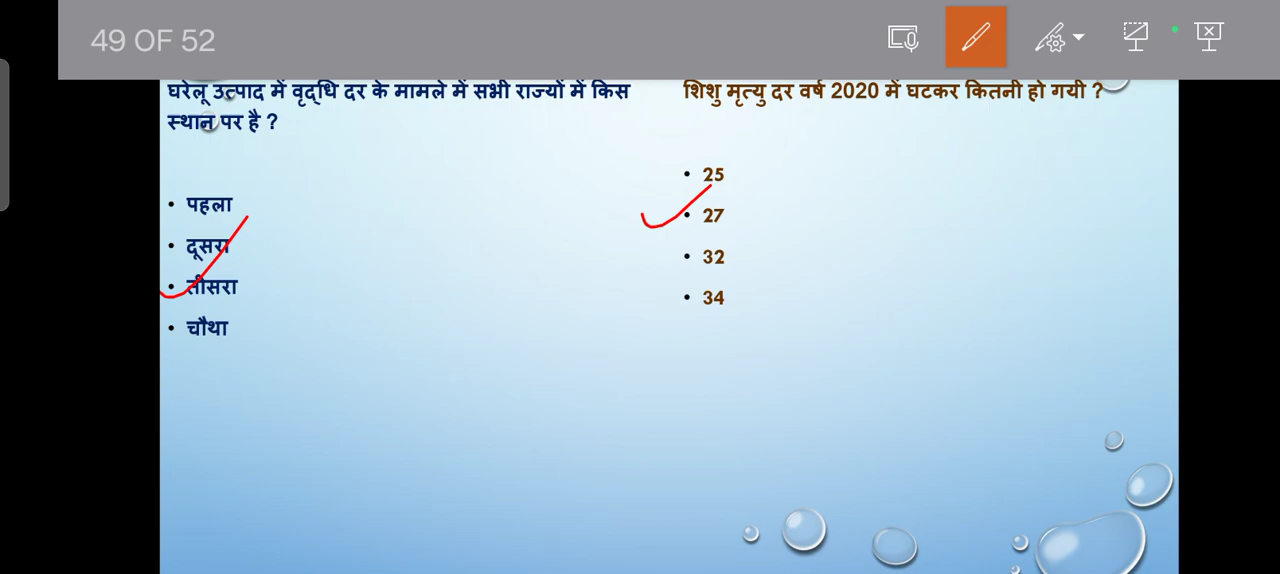 49 OF 52
घरेलू उत्पाद में वृद्धि दर के मामले में सभी राज्यों में किस
स्थान पर है ?
• पहला
• दूसरा
• तीसरा
• चौथा
शिशु मृत्यु दर वर्ष 2020 में घटकर कितनी हो गयी ?
• 25
• 27
• 32
• 34